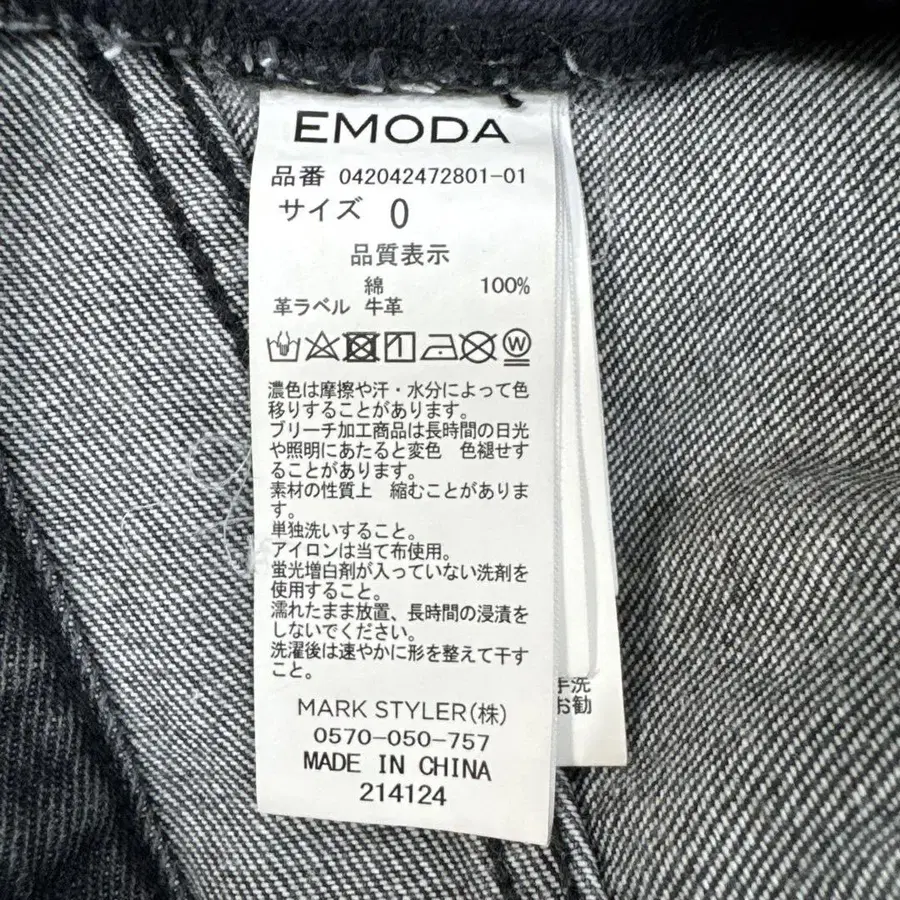 EMODA
品番 042042472801-01
サイズ 0
品質表示
綿 100%
革ラベル 牛革
濃色は摩擦や汗・水分によって色
移りすることがあります。
ブリーチ加工商品は長時間の日光
や照明にあたると変色 色褪せす
ることがあります。
素材の性質上 縮むことがありま
す。
単独洗いすること。
アイロンは当て布使用。
蛍光増白剤が入っていない洗剤を
使用すること。
濡れたまま放置、長時間の浸漬を
しないでください。
洗濯後は速やかに形を整えて干す
こと。
MARK STYLER(株)
0570-050-757
MADE IN CHINA
214124
手洗
お勧